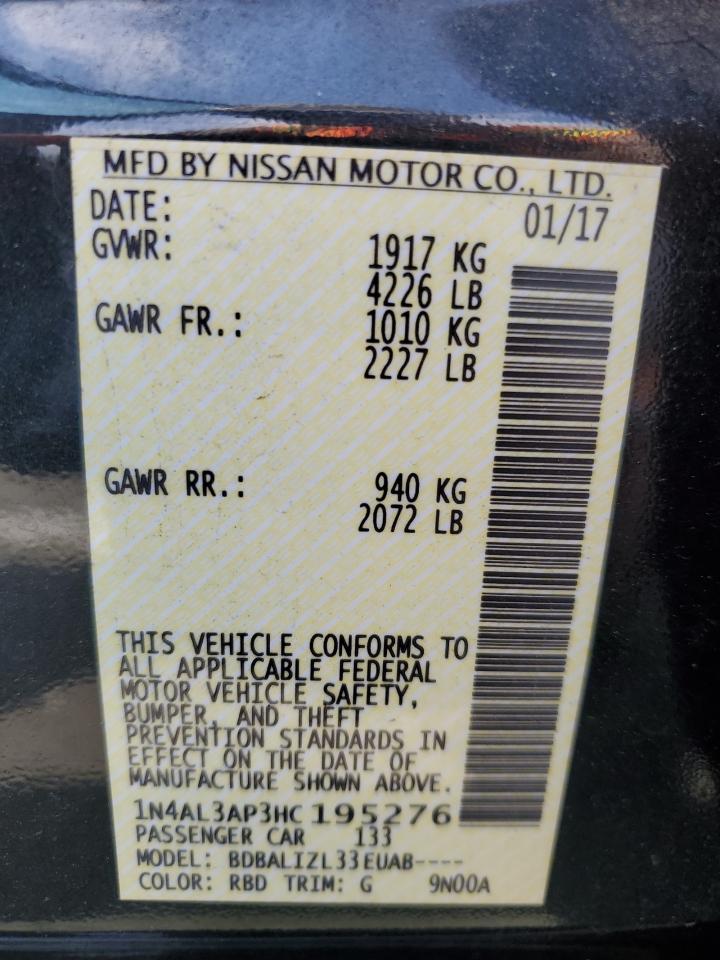 MFD BY NISSAN MOTOR CO., LTD.
DATE: 01/17
GVWR: 1917 KG
4226 LB
GAWR FR.: 1010 KG
2227 LB
GAWR RR.: 940 KG
2072 LB
THIS VEHICLE CONFORMS TO
ALL APPLICABLE FEDERAL
MOTOR VEHICLE SAFETY,
BUMPER, AND THEFT
PREVENTION STANDARDS IN
EFFECT ON THE DATE OF
MANUFACTURE SHOWN ABOVE.
1N4AL3AP3HC195276
PASSENGER CAR 133
MODEL: BDBALIZL33EUAB----
COLOR: RBD TRIM: G 9N00A